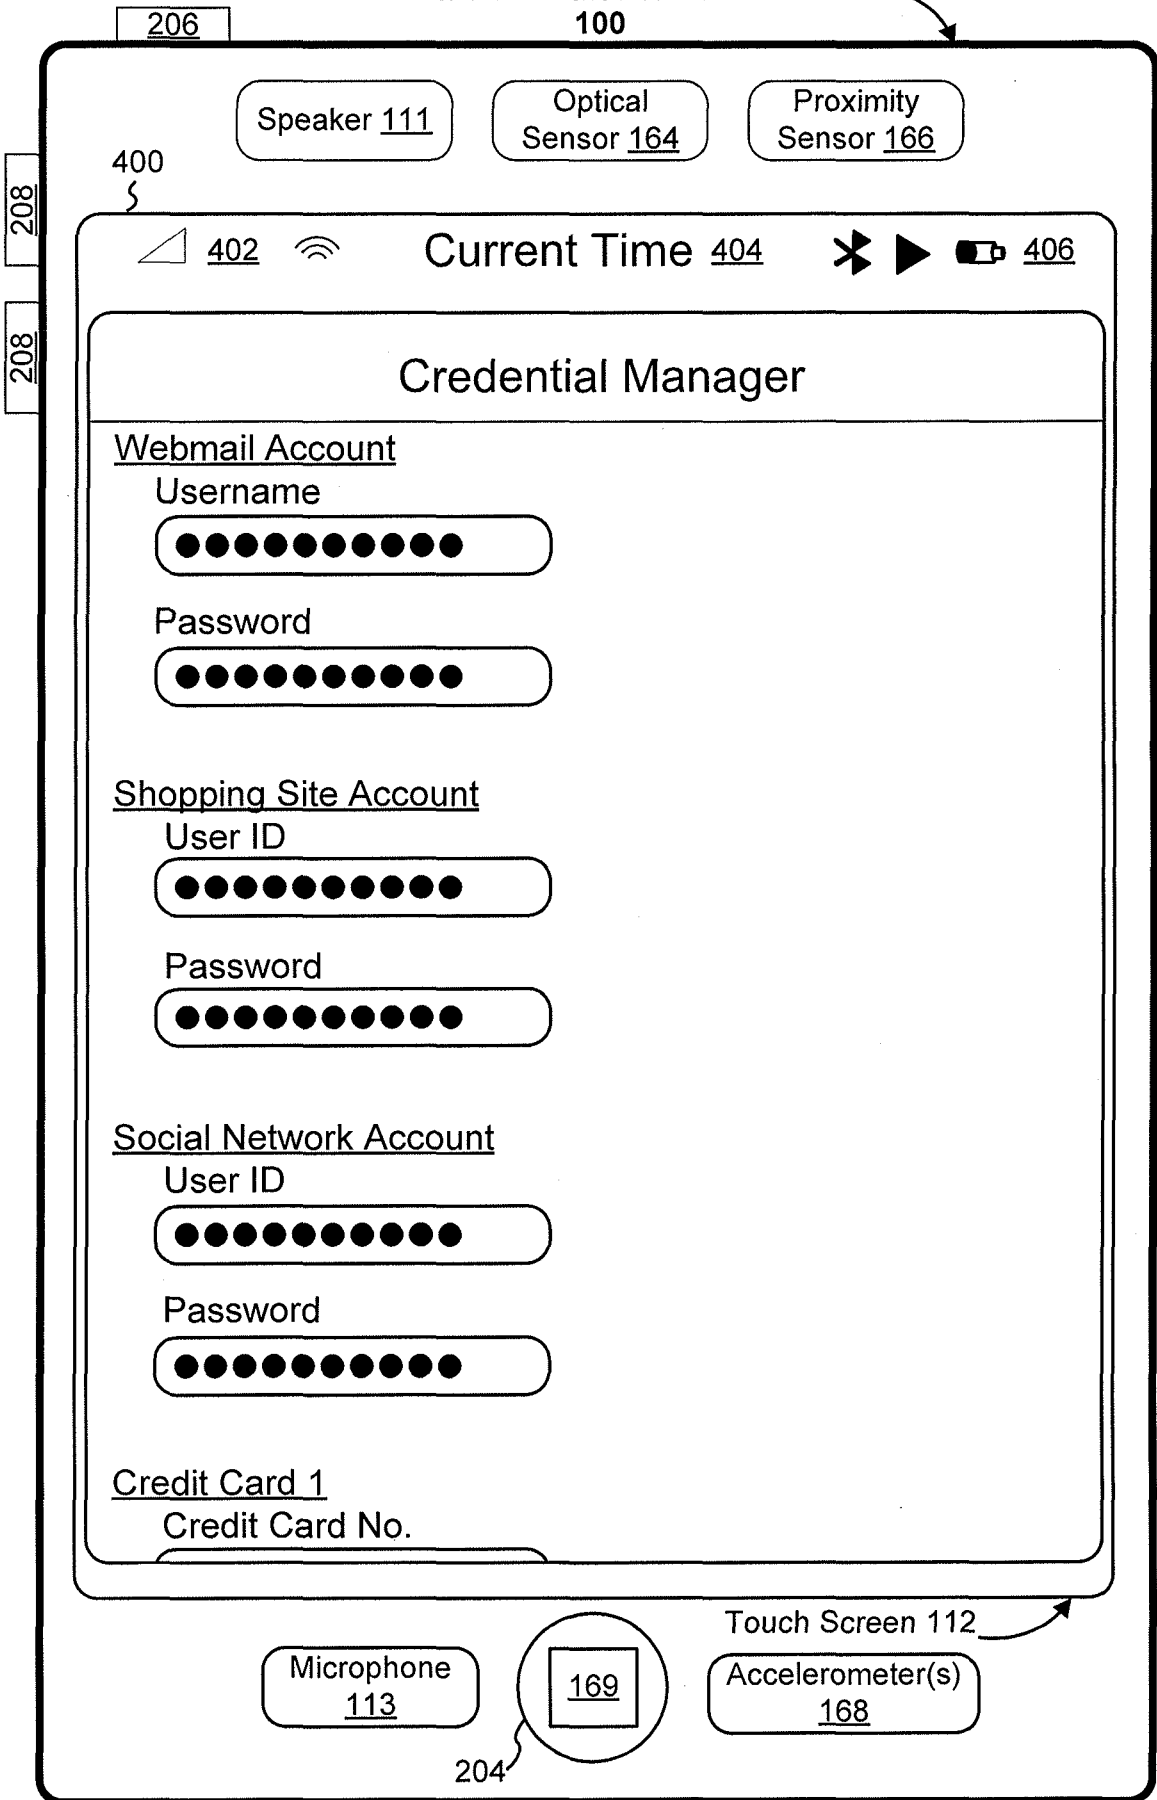 206
100
Speaker 111
Optical
Sensor 164
Proximity
Sensor 166
400
208
402
Current Time 404
406
208
Credential Manager
Webmail Account
Username
●●●●●●●●●●
Password
●●●●●●●●●●
Shopping Site Account
User ID
●●●●●●●●●●
Password
●●●●●●●●●●
Social Network Account
User ID
●●●●●●●●●●
Password
●●●●●●●●●●
Credit Card 1
Credit Card No.
Touch Screen 112
Microphone
113
169
Accelerometer(s)
168
204